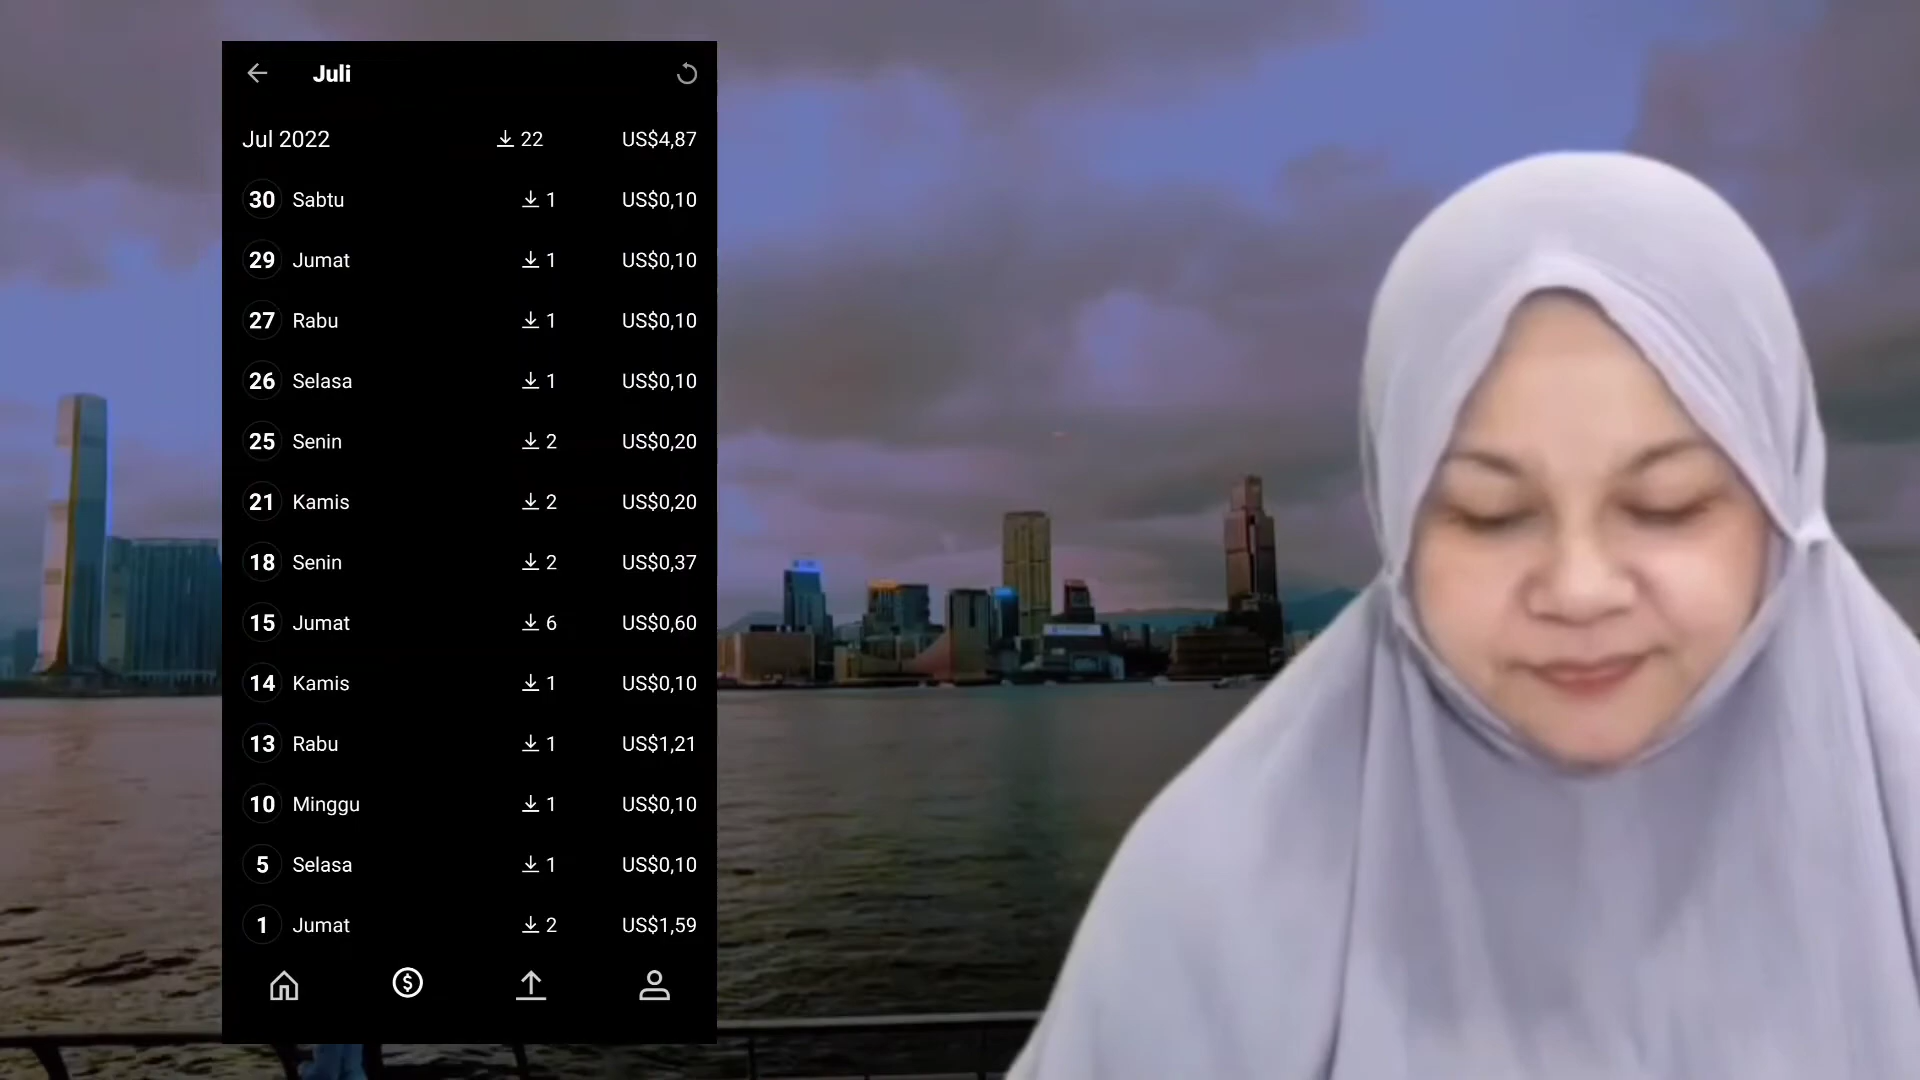 Juli
Jul 2022 22 US$4,87
30 Sabtu 1 US$0,10
29 Jumat 1 US$0,10
27 Rabu 1 US$0,10
26 Selasa 1 US$0,10
25 Senin 2 US$0,20
21 Kamis 2 US$0,20
18 Senin 2 US$0,37
15 Jumat 6 US$0,60
14 Kamis 1 US$0,10
13 Rabu 1 US$1,21
10 Minggu 1 US$0,10
5 Selasa 1 US$0,10
1 Jumat 2 US$1,59